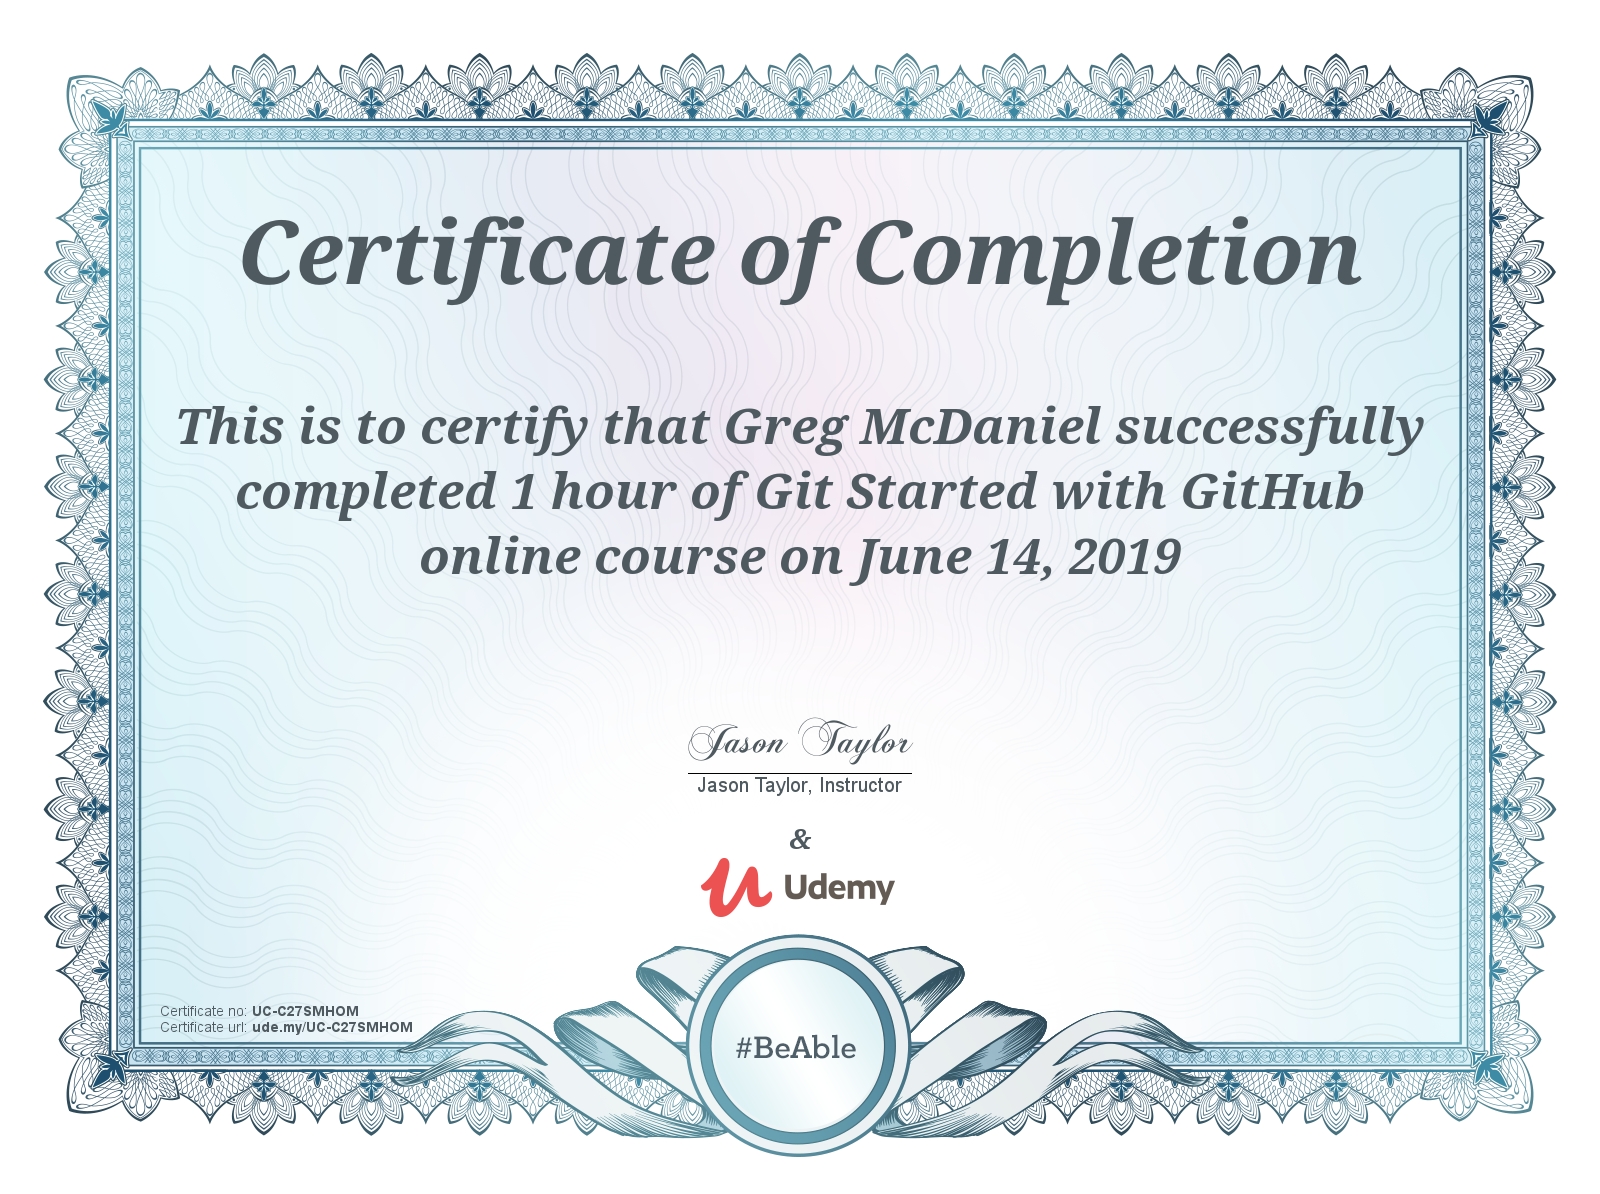 Certificate of Completion
This is to certify that Greg McDaniel successfully
completed 1 hour of Git Started with GitHub
online course on June 14, 2019
Jason Taylor
Jason Taylor, Instructor
&
Udemy
Certificate no: UC-C27SMHOM
Certificate url: ude.my/UC-C27SMHOM
#BeAble